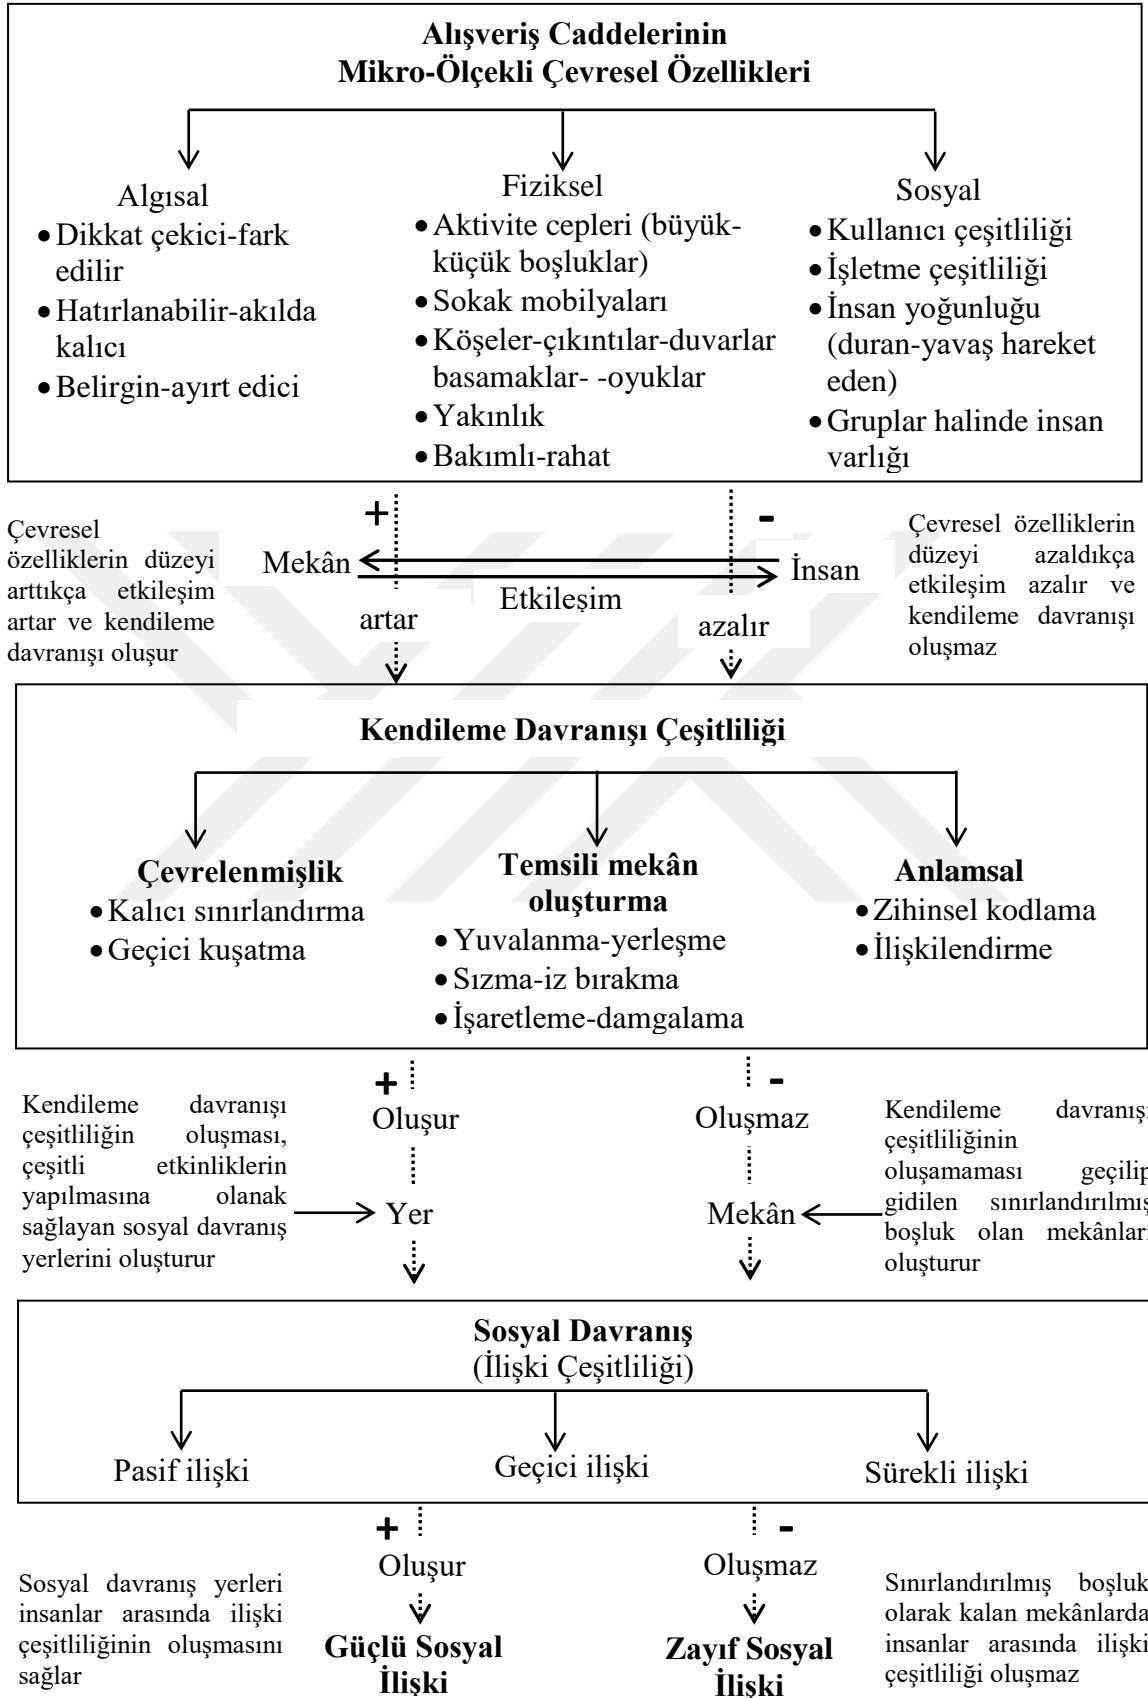 Alışveriş Caddelerinin
Mikro-Ölçekli Çevresel Özellikleri
Algısal
• Dikkat çekici-fark
edilir
• Hatırlanabilir-akılda
kalıcı
• Belirgin-ayırt edici
Fiziksel
• Aktivite cepleri (büyük-
küçük boşluklar)
• Sokak mobilyaları
• Köşeler-çıkıntılar-duvarlar
basamaklar- -oyuklar
• Yakınlık
• Bakımlı-rahat
Sosyal
• Kullanıcı çeşitliliği
• İşletme çeşitliliği
• İnsan yoğunluğu
(duran-yavaş hareket
eden)
• Gruplar halinde insan
varlığı
Çevresel
özelliklerin düzeyi
arttıkça etkileşim
artar ve kendileme
davranışı oluşur
+
-
Mekân
İnsan
Etkileşim
artar
azalır
Çevresel özelliklerin
düzeyi azaldıkça
etkileşim azalır ve
kendileme davranışı
oluşmaz
Kendileme Davranışı Çeşitliliği
Çevrelenmişlik
• Kalıcı sınırlandırma
• Geçici kuşatma
Temsili mekân
oluşturma
• Yuvalanma-yerleşme
• Sızma-iz bırakma
• İşaretleme-damgalama
Anlamsal
• Zihinsel kodlama
• İlişkilendirme
Kendileme davranışı
çeşitliliğin oluşması,
çeşitli etkinliklerin
yapılmasına olanak
sağlayan sosyal davranış
yerlerini oluşturur
+
Oluşur
Yer
-
Oluşmaz
Mekân
Kendileme davranışı
çeşitliliğinin
oluşamaması geçilip
gidilen sınırlandırılmış
boşluk olan mekânları
oluşturur
Sosyal Davranış
(İlişki Çeşitliliği)
Pasif ilişki
Geçici ilişki
Sürekli ilişki
Sosyal davranış yerleri
insanlar arasında ilişki
çeşitliliğinin oluşmasını
sağlar
+
Oluşur
Güçlü Sosyal
İlişki
-
Oluşmaz
Zayıf Sosyal
İlişki
Sınırlandırılmış boşluk
olarak kalan mekânlarda
insanlar arasında ilişki
çeşitliliği oluşmaz